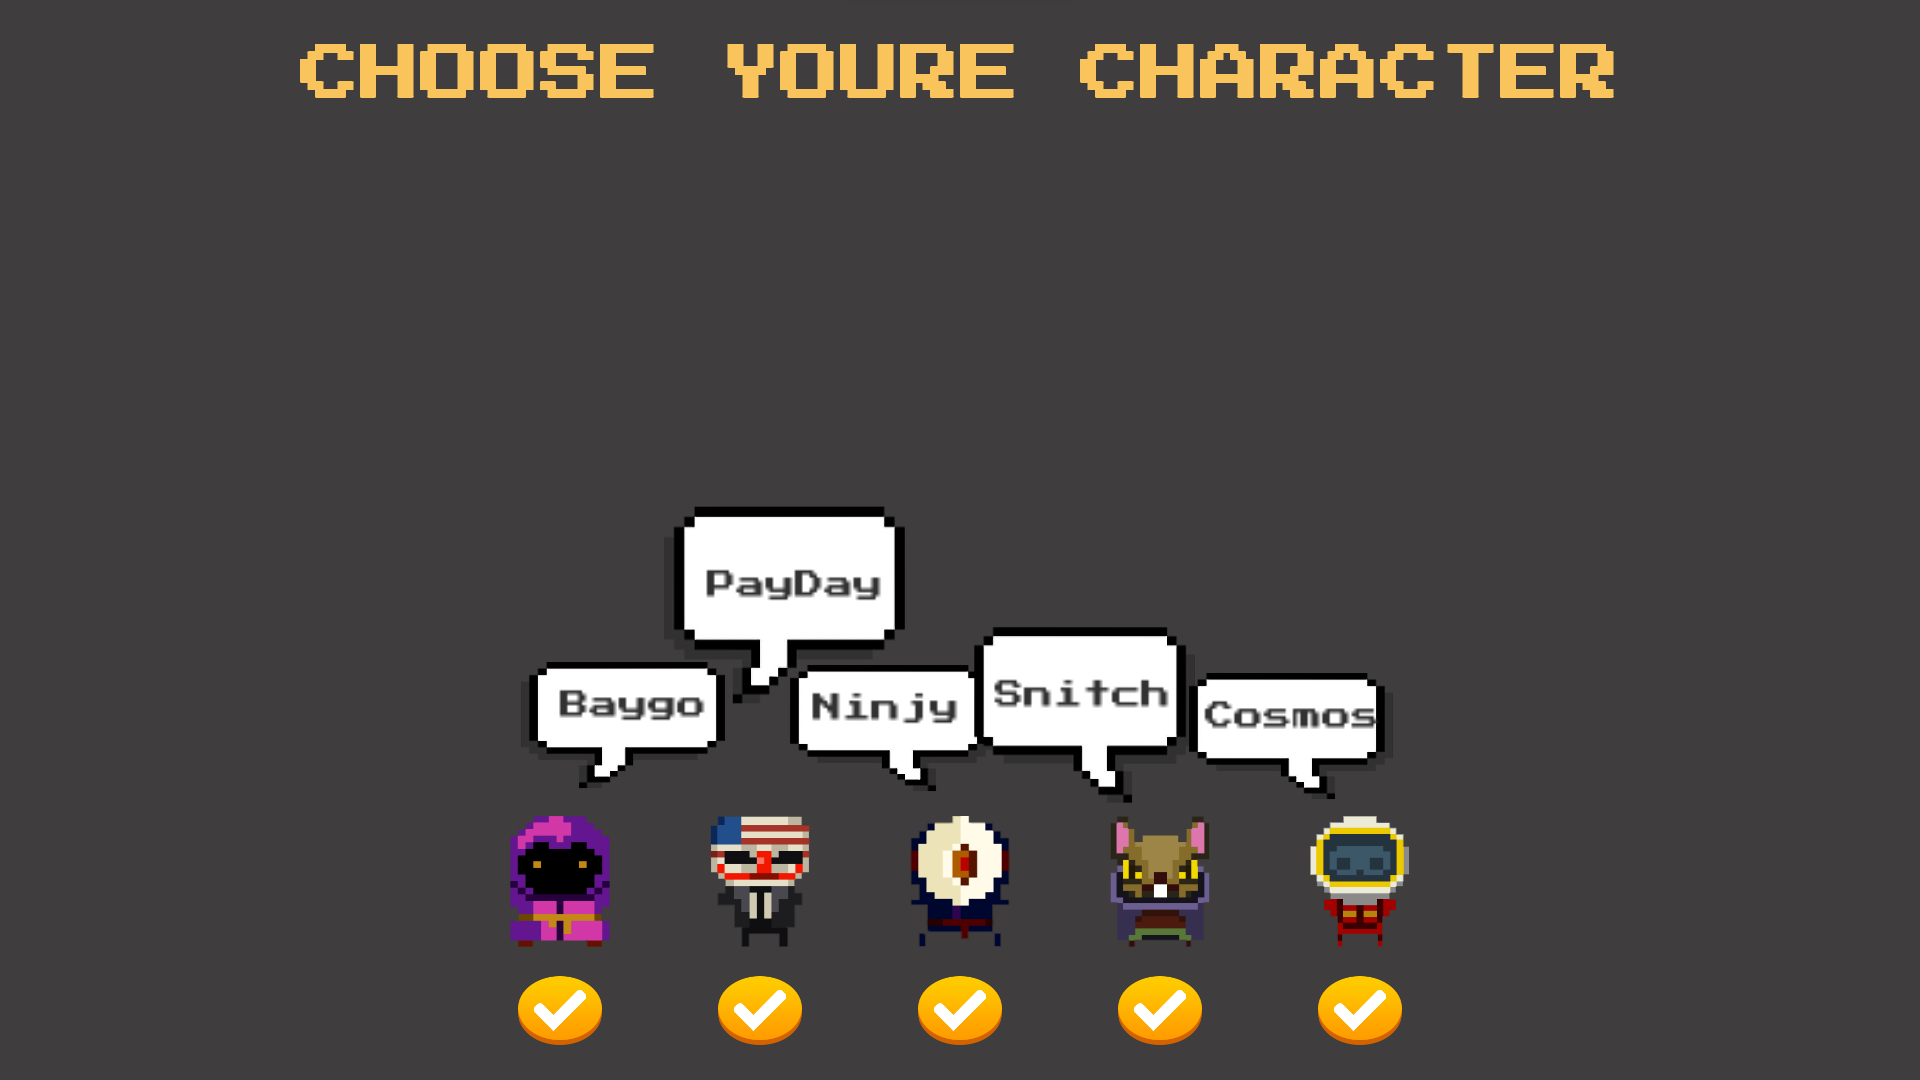 CHOOSE YOURE CHARACTER
PayDay
Baygo
Ninjy
Snitch
Cosmos